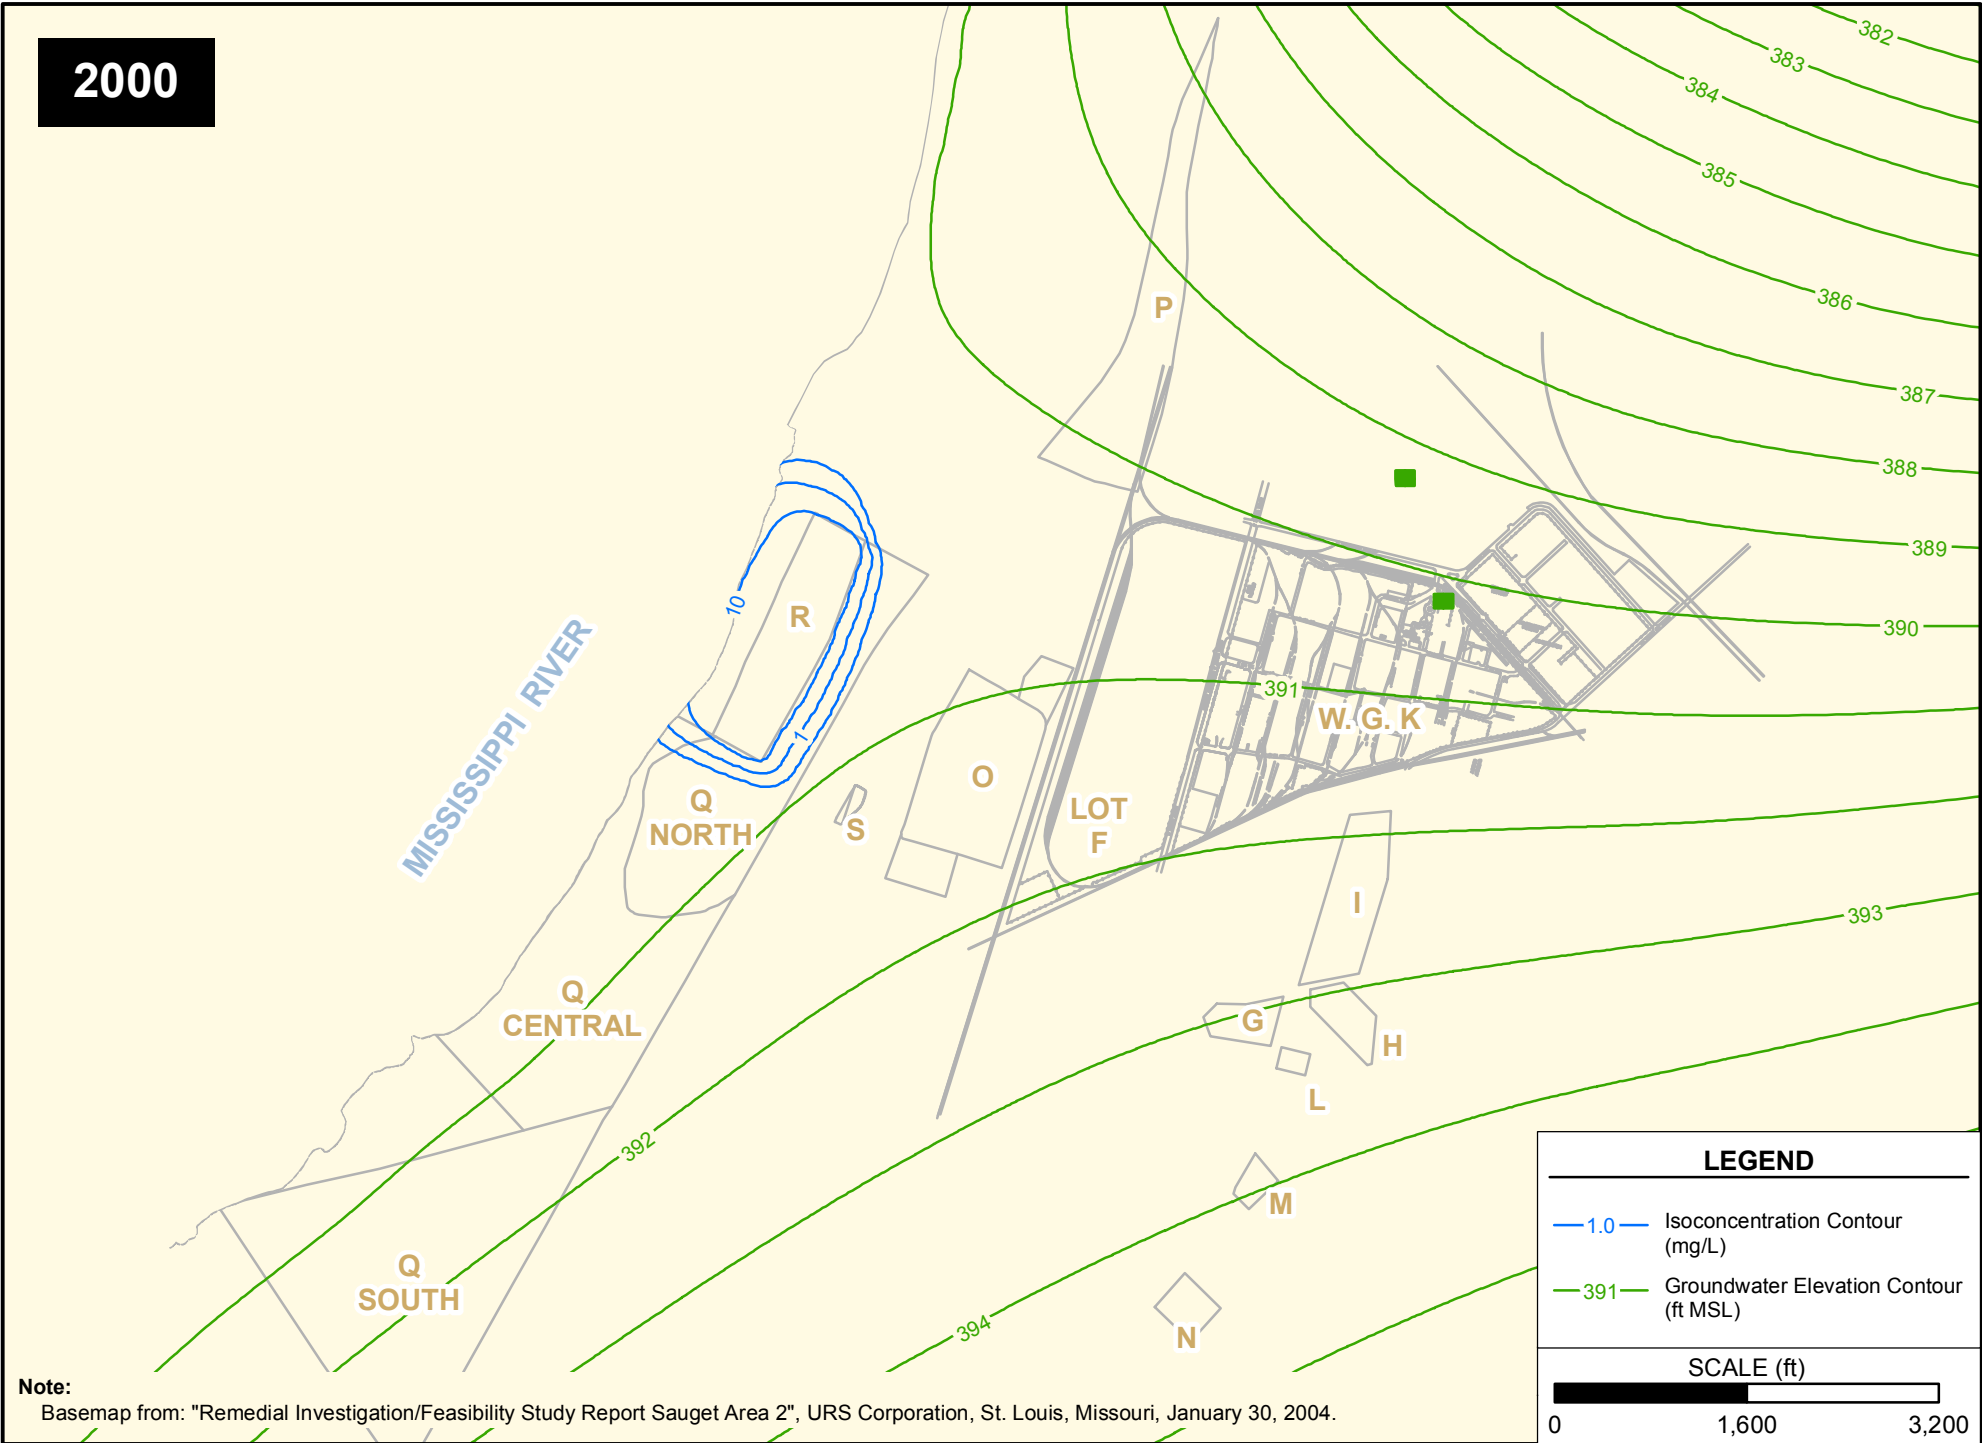 2000
382
383
384
385
386
387
388
389
390
391
392
393
394
P
10
R
1
MISSISSIPPI RIVER
W. G. K
O
Q
NORTH
S
LOT
F
I
Q
CENTRAL
G
H
L
M
Q
SOUTH
N
LEGEND
1.0 Isoconcentration Contour
(mg/L)
391 Groundwater Elevation Contour
(ft MSL)
SCALE (ft)
0 1,600 3,200
Note:
Basemap from: "Remedial Investigation/Feasibility Study Report Sauget Area 2", URS Corporation, St. Louis, Missouri, January 30, 2004.